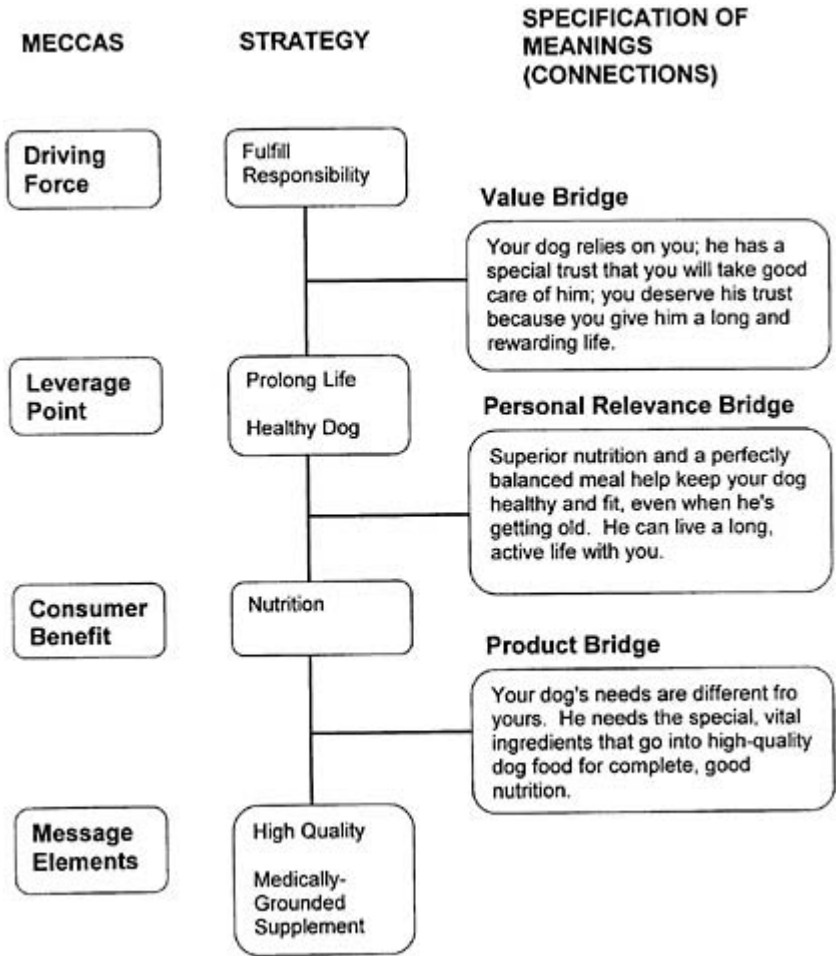 MECCAS
STRATEGY
SPECIFICATION OF
MEANINGS
(CONNECTIONS)
Driving
Force
Fulfill
Responsibility
Value Bridge
Your dog relies on you; he has a
special trust that you will take good
care of him; you deserve his trust
because you give him a long and
rewarding life.
Leverage
Point
Prolong Life
Healthy Dog
Personal Relevance Bridge
Superior nutrition and a perfectly
balanced meal help keep your dog
healthy and fit, even when he's
getting old. He can live a long,
active life with you.
Consumer
Benefit
Nutrition
Product Bridge
Your dog's needs are different fro
yours. He needs the special, vital
ingredients that go into high-quality
dog food for complete, good
nutrition.
Message
Elements
High Quality
Medically-
Grounded
Supplement